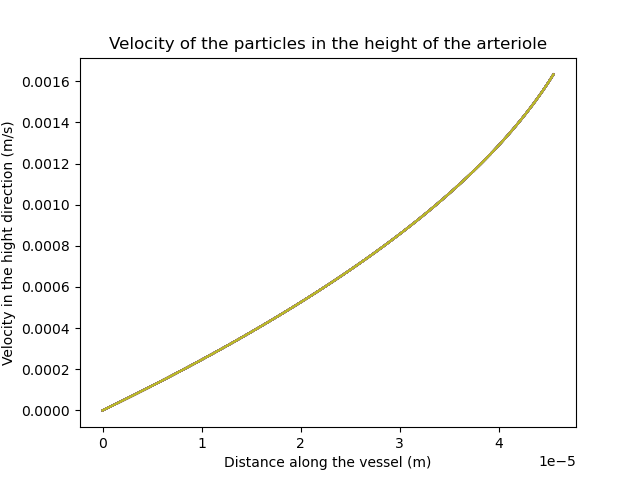 Velocity of the particles in the height of the arteriole
Velocity in the hight direction (m/s)
0.0016
0.0014
0.0012
0.0010
0.0008
0.0006
0.0004
0.0002
0.0000
0 1 2 3 4
1e−5
Distance along the vessel (m)